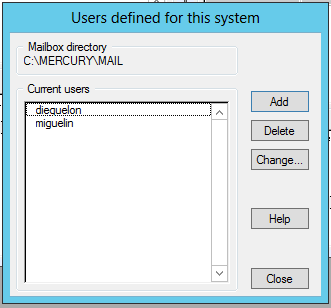 Users defined for this system
Mailbox directory
C:\MERCURY\MAIL
Current users
dieguelon
miguelin
Add
Delete
Change...
Help
Close